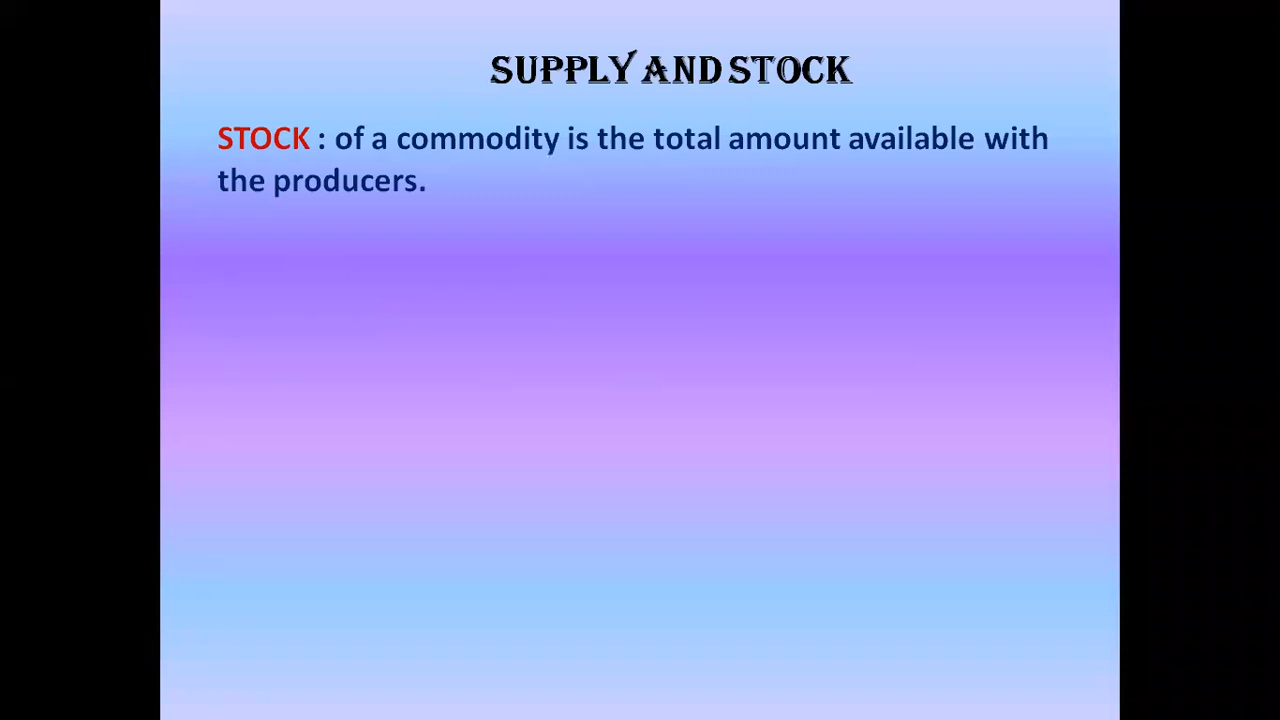 SUPPLY AND STOCK
STOCK : of a commodity is the total amount available with
the producers.